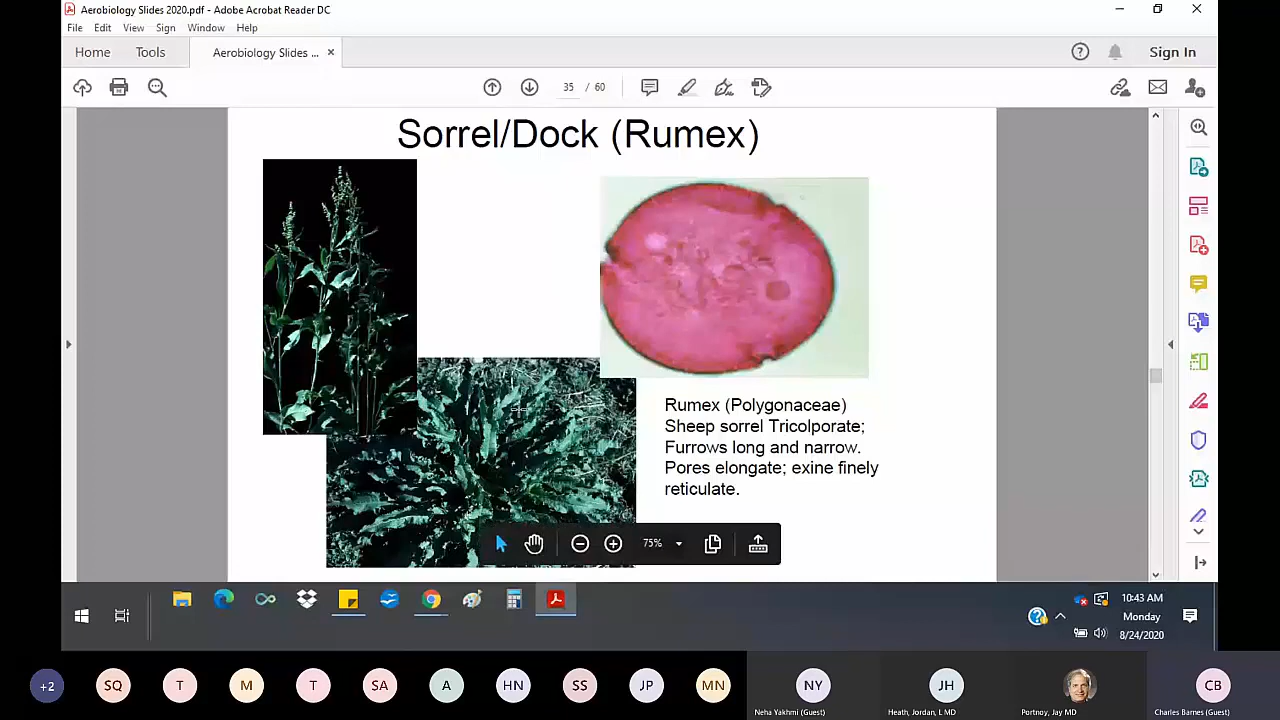 Aerobiology Slides 2020.pdf - Adobe Acrobat Reader DC
File Edit View Sign Window Help
Home Tools Aerobiology Slides ... × Sign In
35 / 60
Sorrel/Dock (Rumex)
Rumex (Polygonaceae)
Sheep sorrel Tricolporate;
Furrows long and narrow.
Pores elongate; exine finely
reticulate.
75%
10:43 AM
Monday
8/24/2020
+2 SQ T M T SA A HN SS JP MN NY JH CB
Neha Yakhmi (Guest) Heath, Jordan, L MD Portnoy, Jay MD Charles Barnes (Guest)